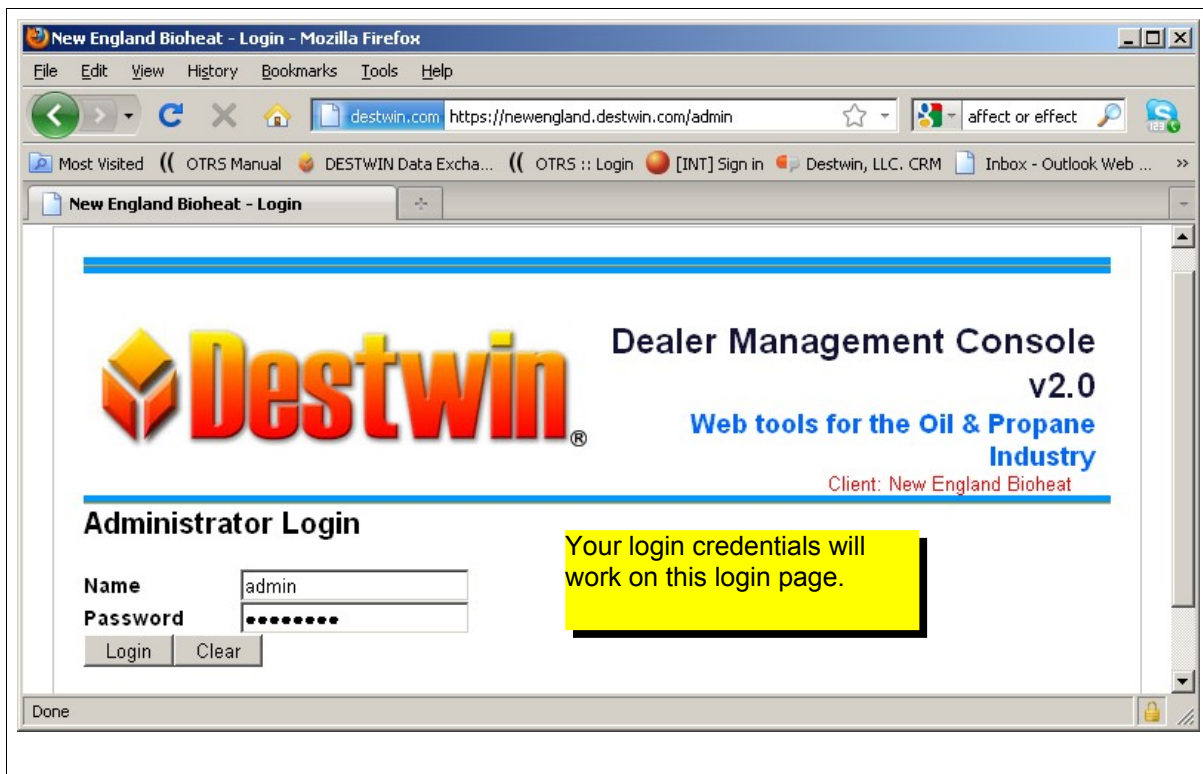 New England Bioheat - Login - Mozilla Firefox
File Edit View History Bookmarks Tools Help
destwin.com https://newengland.destwin.com/admin affect or effect
Most Visited OTRS Manual DESTWIN Data Excha... OTRS :: Login [INT] Sign in Destwin, LLC. CRM Inbox - Outlook Web ... »
New England Bioheat - Login
Destwin®
Dealer Management Console
v2.0
Web tools for the Oil & Propane
Industry
Client: New England Bioheat
Administrator Login
Your login credentials will
work on this login page.
Name admin
Password ●●●●●●●●
Login Clear
Done